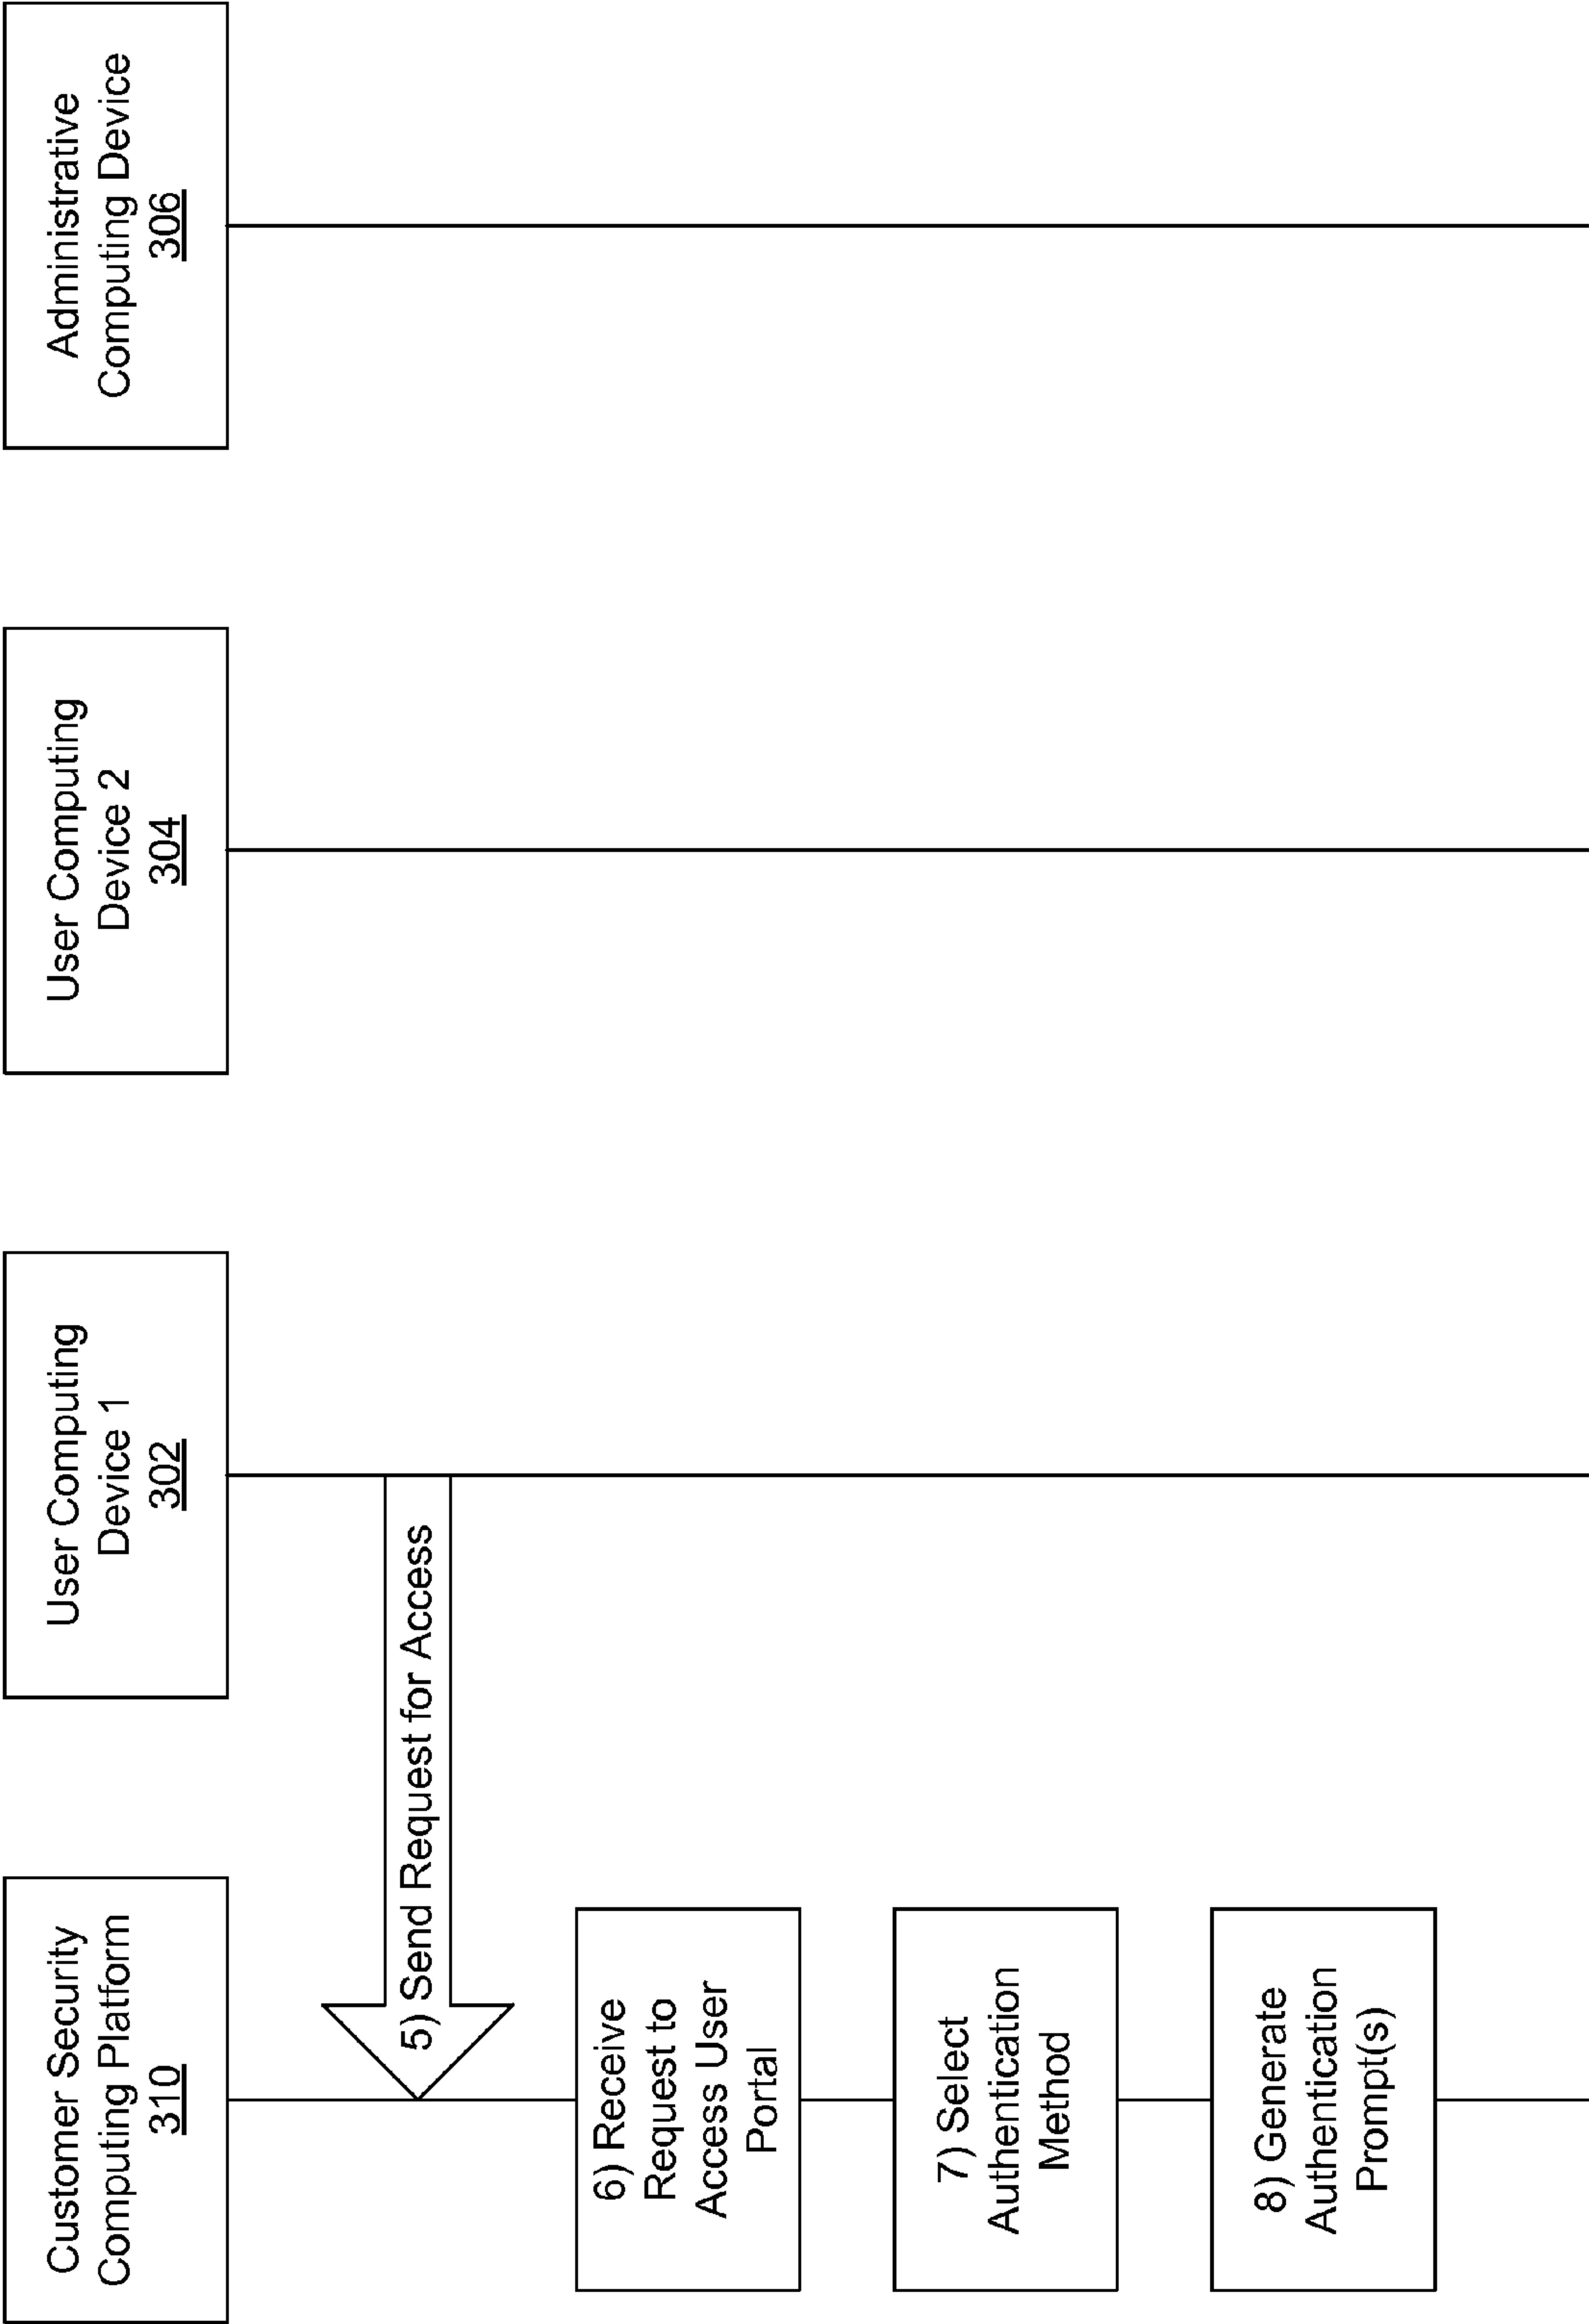 Customer Security
Computing Platform
310
User Computing
Device 1
302
User Computing
Device 2
304
Administrative
Computing Device
306
5) Send Request for Access
6) Receive
Request to
Access User
Portal
7) Select
Authentication
Method
8) Generate
Authentication
Prompt(s)